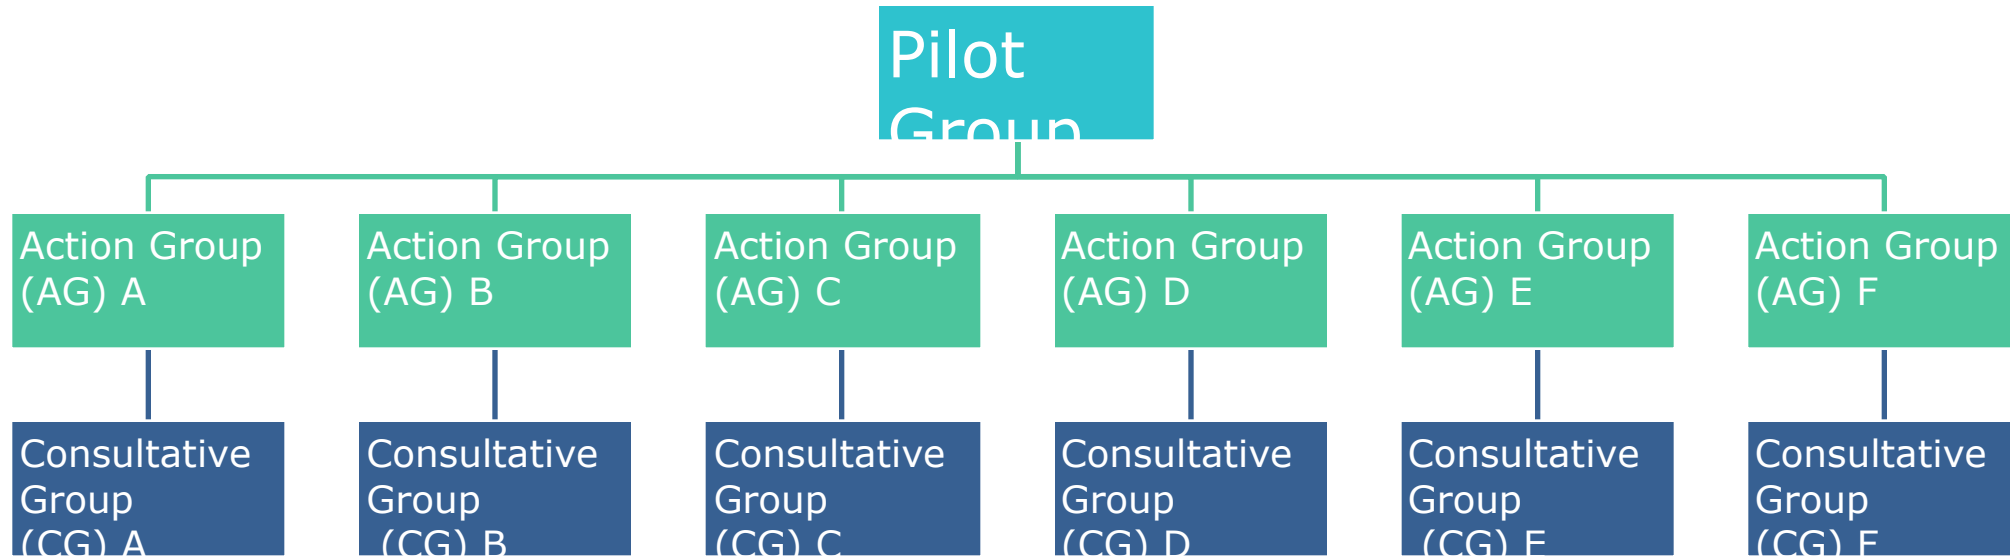 Pilot
Group
Action Group
(AG) A
Action Group
(AG) B
Action Group
(AG) C
Action Group
(AG) D
Action Group
(AG) E
Action Group
(AG) F
Consultative
Group
(CG) A
Consultative
Group
(CG) B
Consultative
Group
(CG) C
Consultative
Group
(CG) D
Consultative
Group
(CG) E
Consultative
Group
(CG) F